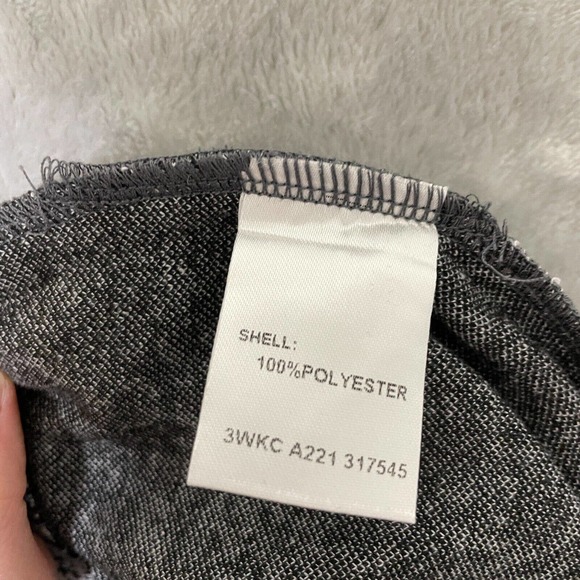 SHELL:
100%POLYESTER
3WKC A221 317545